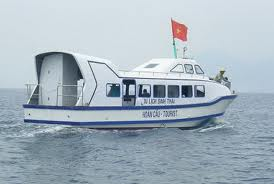 DU LỊCH SINH THÁI
HOÀN CẦU - TOURIST